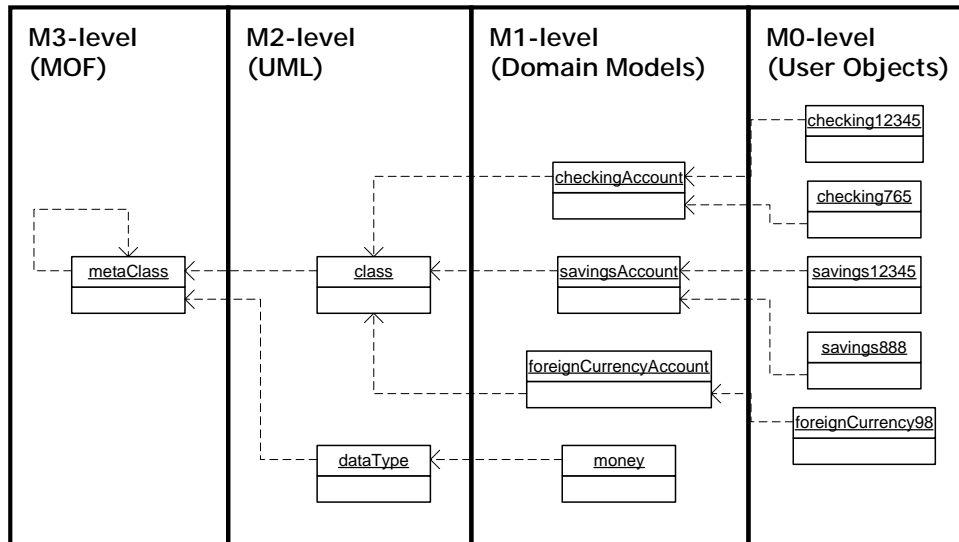 M3-level
(MOF)
M2-level
(UML)
M1-level
(Domain Models)
M0-level
(User Objects)
checking12345
checkingAccount
checking765
metaClass
class
savingsAccount
savings12345
savings888
foreignCurrencyAccount
foreignCurrency98
dataType
money